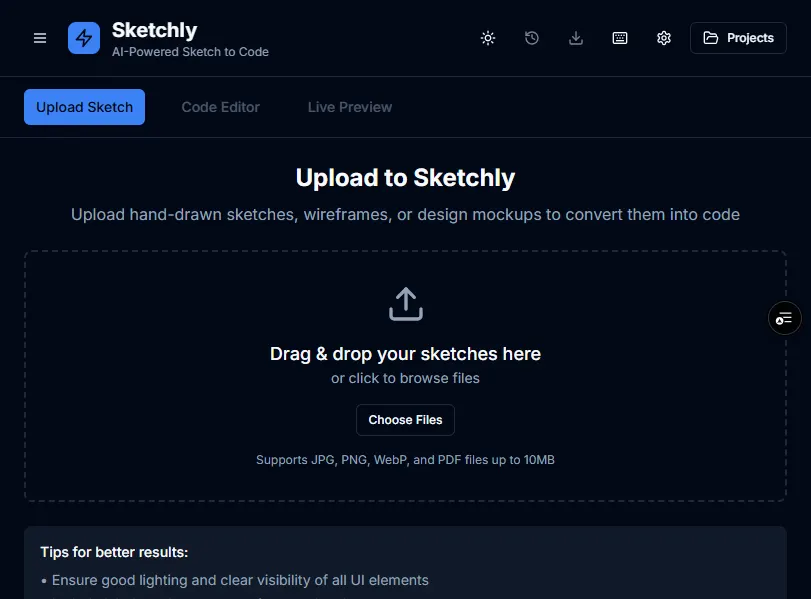 Sketchly
AI-Powered Sketch to Code
Projects
Upload Sketch
Code Editor
Live Preview
Upload to Sketchly
Upload hand-drawn sketches, wireframes, or design mockups to convert them into code
Drag & drop your sketches here
or click to browse files
Choose Files
Supports JPG, PNG, WebP, and PDF files up to 10MB
Tips for better results:
• Ensure good lighting and clear visibility of all UI elements